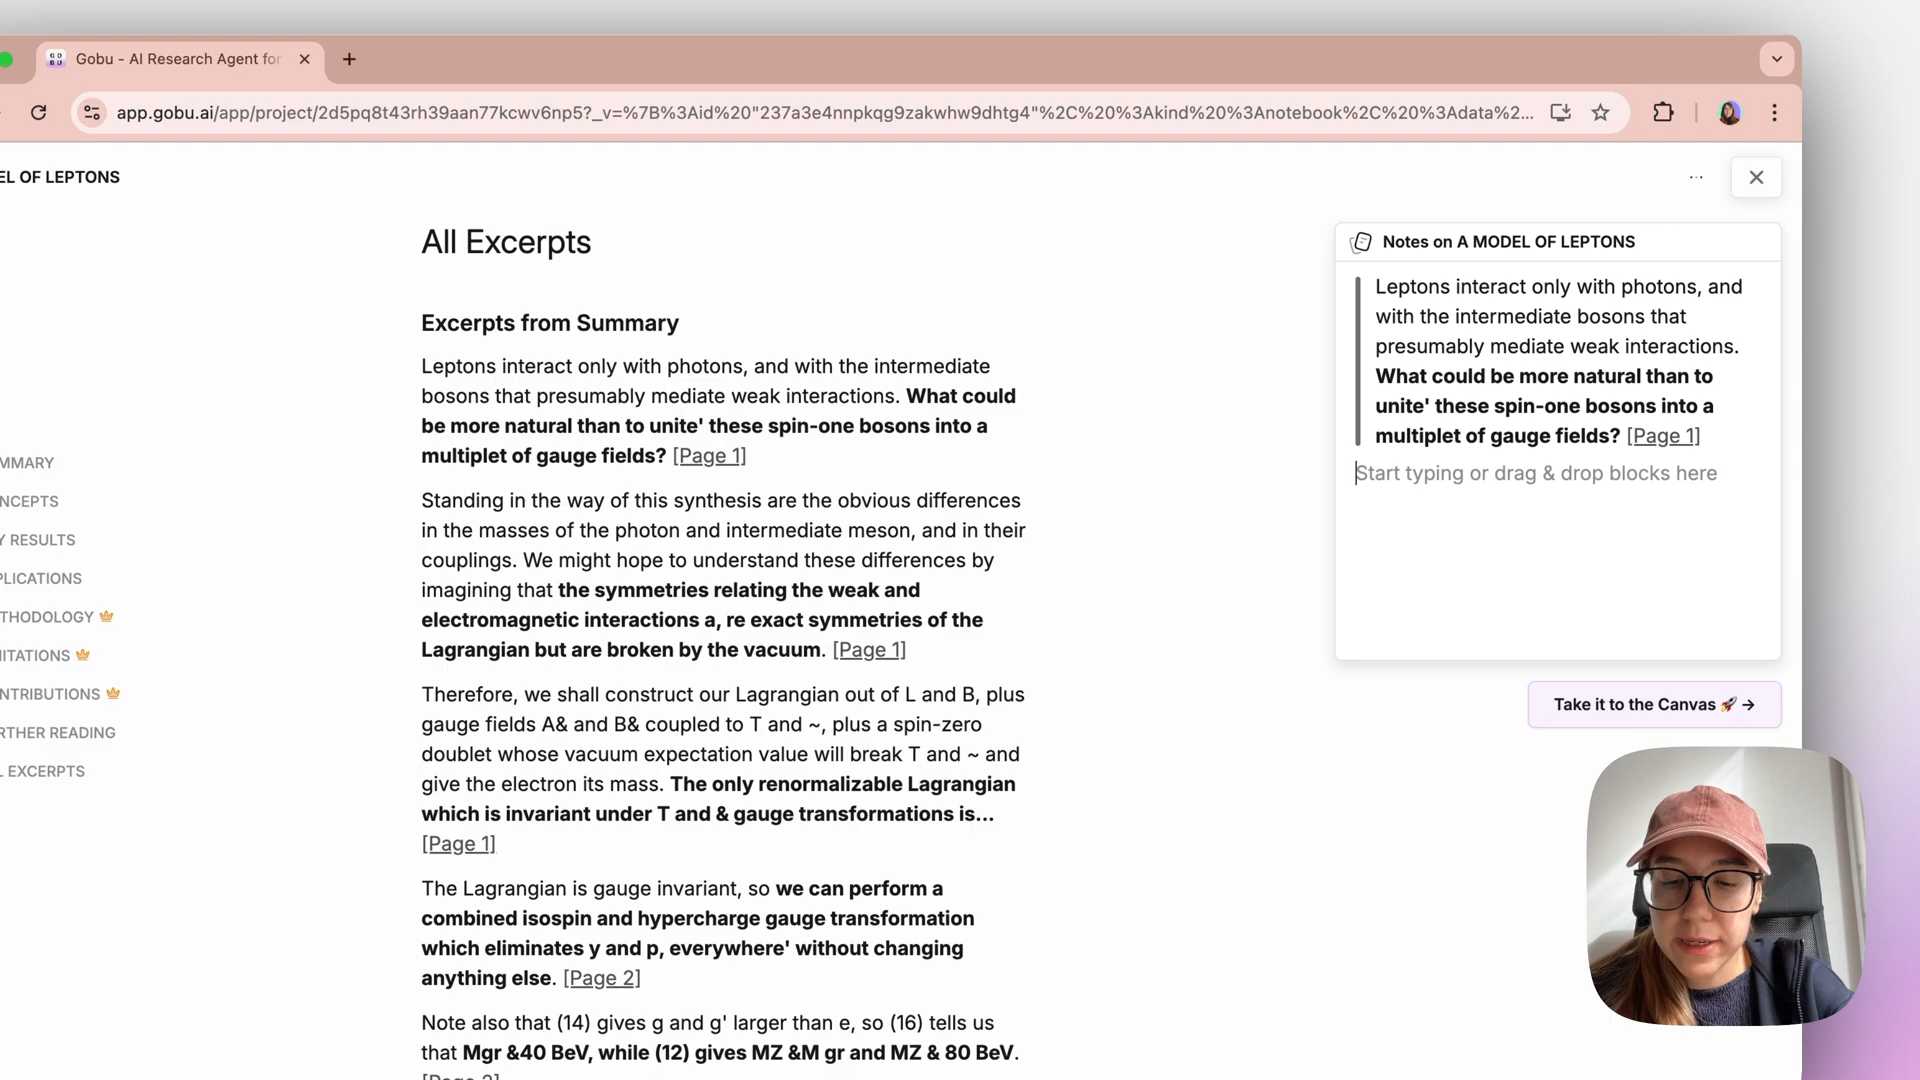 Gobu - AI Research Agent for
app.gobu.ai/app/project/2d5pq8t43rh39aan77kcwv6np5?_v=%7B%3Aid%20"237a3e4nnpkqg9zakwhw9dhtg4"%2C%20%3Akind%20%3Anotebook%2C%20%3Adata%2...
EL OF LEPTONS
MMARY
NCEPTS
Y RESULTS
PLICATIONS
THODOLOGY
ITATIONS
NTRIBUTIONS
RTHER READING
L EXCERPTS
All Excerpts
Excerpts from Summary
Leptons interact only with photons, and with the intermediate
bosons that presumably mediate weak interactions. What could
be more natural than to unite' these spin-one bosons into a
multiplet of gauge fields? [Page 1]
Standing in the way of this synthesis are the obvious differences
in the masses of the photon and intermediate meson, and in their
couplings. We might hope to understand these differences by
imagining that the symmetries relating the weak and
electromagnetic interactions a, re exact symmetries of the
Lagrangian but are broken by the vacuum. [Page 1]
Therefore, we shall construct our Lagrangian out of L and B, plus
gauge fields A& and B& coupled to T and ~, plus a spin-zero
doublet whose vacuum expectation value will break T and ~ and
give the electron its mass. The only renormalizable Lagrangian
which is invariant under T and & gauge transformations is...
[Page 1]
The Lagrangian is gauge invariant, so we can perform a
combined isospin and hypercharge gauge transformation
which eliminates y and p, everywhere' without changing
anything else. [Page 2]
Note also that (14) gives g and g' larger than e, so (16) tells us
that Mgr &40 BeV, while (12) gives MZ &M gr and MZ & 80 BeV.
[Page 2]
Notes on A MODEL OF LEPTONS
Leptons interact only with photons, and
with the intermediate bosons that
presumably mediate weak interactions.
What could be more natural than to
unite' these spin-one bosons into a
multiplet of gauge fields? [Page 1]
Start typing or drag & drop blocks here
Take it to the Canvas 🚀 →